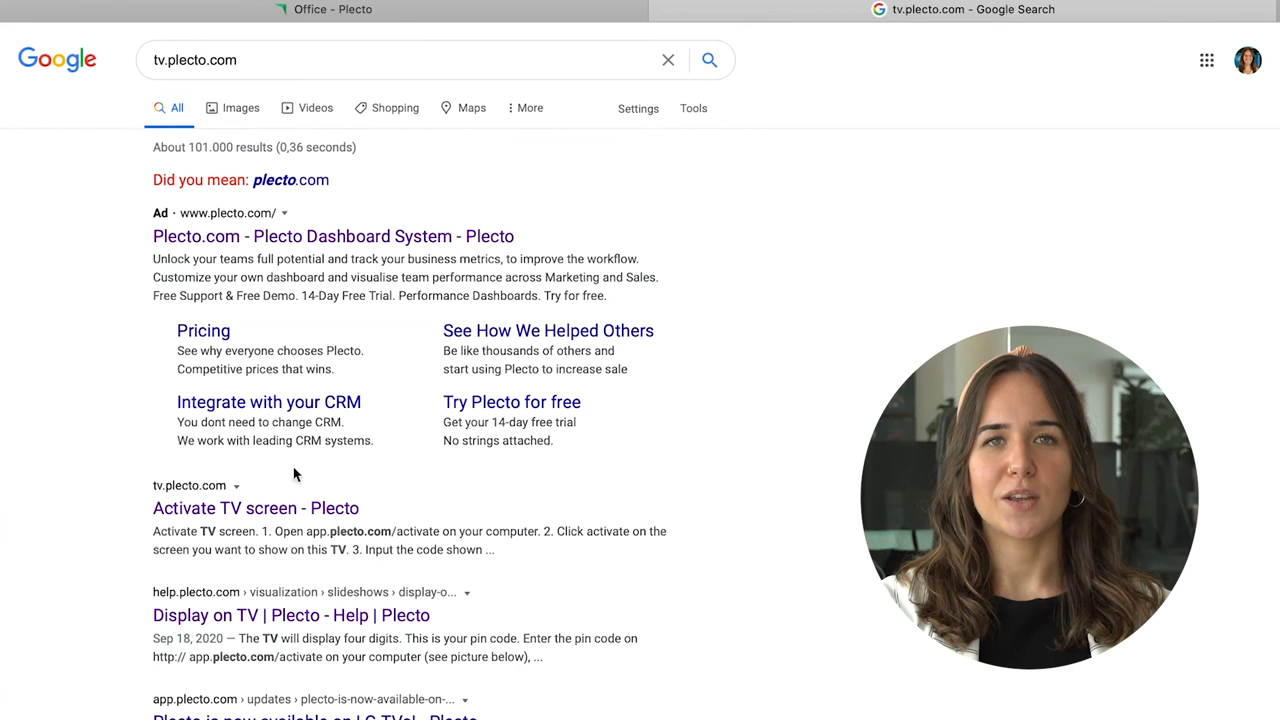 Office - Plecto
tv.plecto.com - Google Search
Google
tv.plecto.com
All
Images
Videos
Shopping
Maps
More
Settings
Tools
About 101.000 results (0,36 seconds)
Did you mean: plecto.com
Ad · www.plecto.com/
Plecto.com - Plecto Dashboard System - Plecto
Unlock your teams full potential and track your business metrics, to improve the workflow.
Customize your own dashboard and visualise team performance across Marketing and Sales.
Free Support & Free Demo. 14-Day Free Trial. Performance Dashboards. Try for free.
Pricing
See why everyone chooses Plecto.
Competitive prices that wins.
See How We Helped Others
Be like thousands of others and
start using Plecto to increase sale
Integrate with your CRM
You dont need to change CRM.
We work with leading CRM systems.
Try Plecto for free
Get your 14-day free trial
No strings attached.
tv.plecto.com
Activate TV screen - Plecto
Activate TV screen. 1. Open app.plecto.com/activate on your computer. 2. Click activate on the
screen you want to show on this TV. 3. Input the code shown ...
help.plecto.com › visualization › slideshows › display-o...
Display on TV | Plecto - Help | Plecto
Sep 18, 2020 — The TV will display four digits. This is your pin code. Enter the pin code on
http:// app.plecto.com/activate on your computer (see picture below), ...
app.plecto.com › updates › plecto-is-now-available-on-...
Plecto is now available on LG TVs! - Plecto